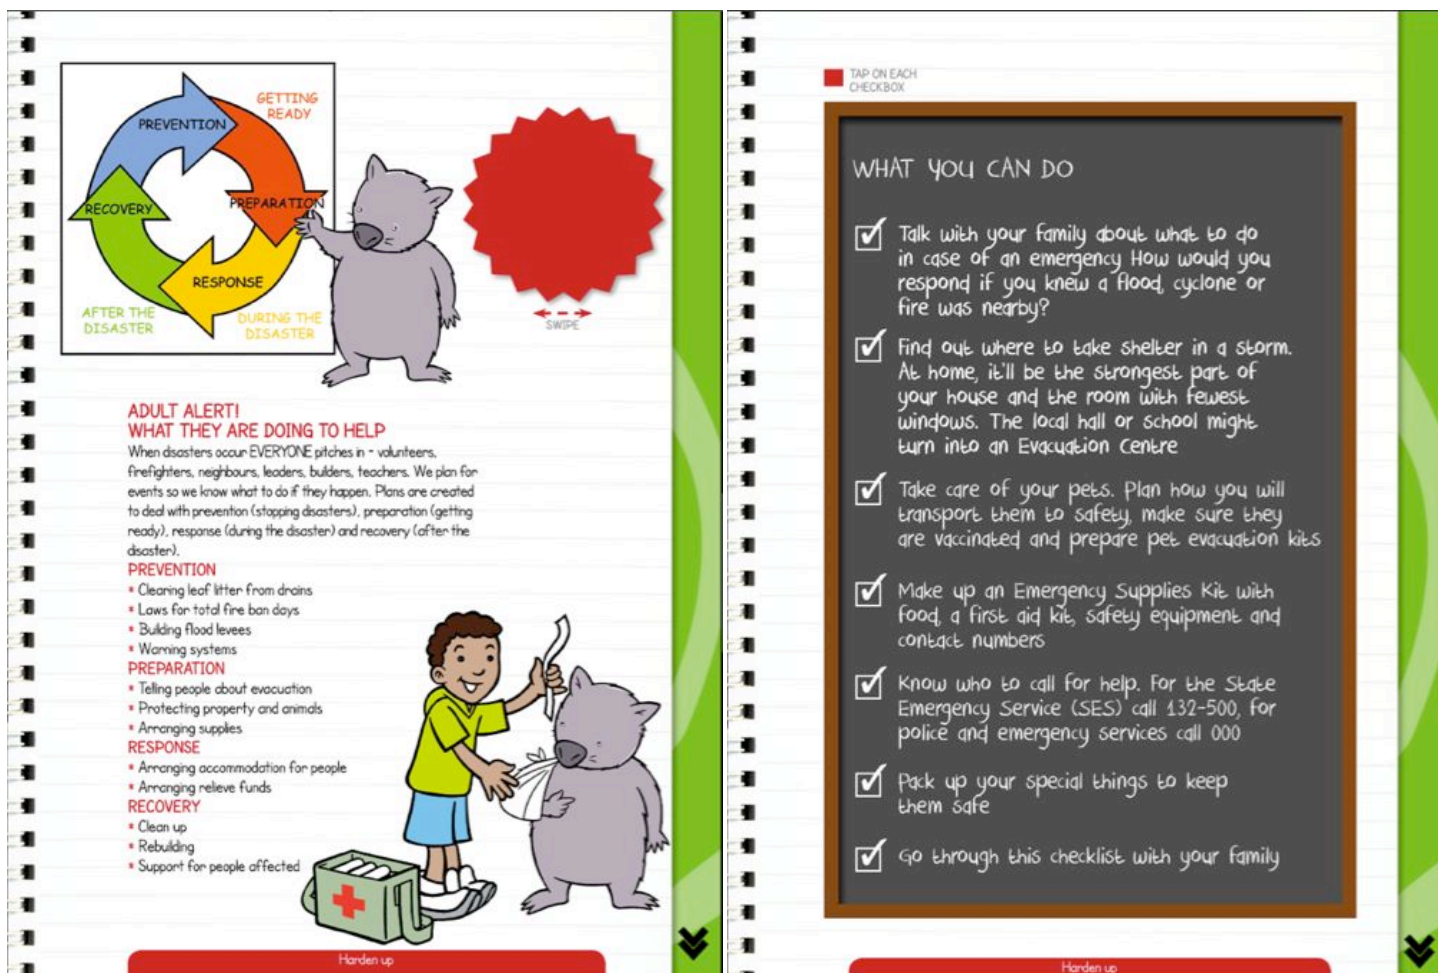 PREVENTION
GETTING
READY
RECOVERY
PREPARATION
RESPONSE
AFTER THE
DISASTER
DURING THE
DISASTER
SWIPE
ADULT ALERT!
WHAT THEY ARE DOING TO HELP
When disasters occur EVERYONE pitches in - volunteers,
firefighters, neighbours, leaders, builders, teachers. We plan for
events so we know what to do if they happen. Plans are created
to deal with prevention (stopping disasters), preparation (getting
ready), response (during the disaster) and recovery (after the
disaster).
PREVENTION
* Clearing leaf litter from drains
* Laws for total fire ban days
* Building flood levees
* Warning systems
PREPARATION
* Telling people about evacuation
* Protecting property and animals
* Arranging supplies
RESPONSE
* Arranging accommodation for people
* Arranging relieve funds
RECOVERY
* Clean up
* Rebuilding
* Support for people affected
Harden up
TAP ON EACH
CHECKBOX
WHAT YOU CAN DO
Talk with your family about what to do
in case of an emergency How would you
respond if you knew a flood, cyclone or
fire was nearby?
Find out where to take shelter in a storm.
At home, it'll be the strongest part of
your house and the room with fewest
windows. The local hall or school might
turn into an Evacuation Centre
Take care of your pets. Plan how you will
transport them to safety, make sure they
are vaccinated and prepare pet evacuation kits
Make up an Emergency Supplies Kit with
food, a first aid kit, safety equipment and
contact numbers
Know who to call for help. For the State
Emergency Service (SES) call 132-500, for
police and emergency services call 000
Pack up your special things to keep
them safe
Go through this checklist with your family
Harden up